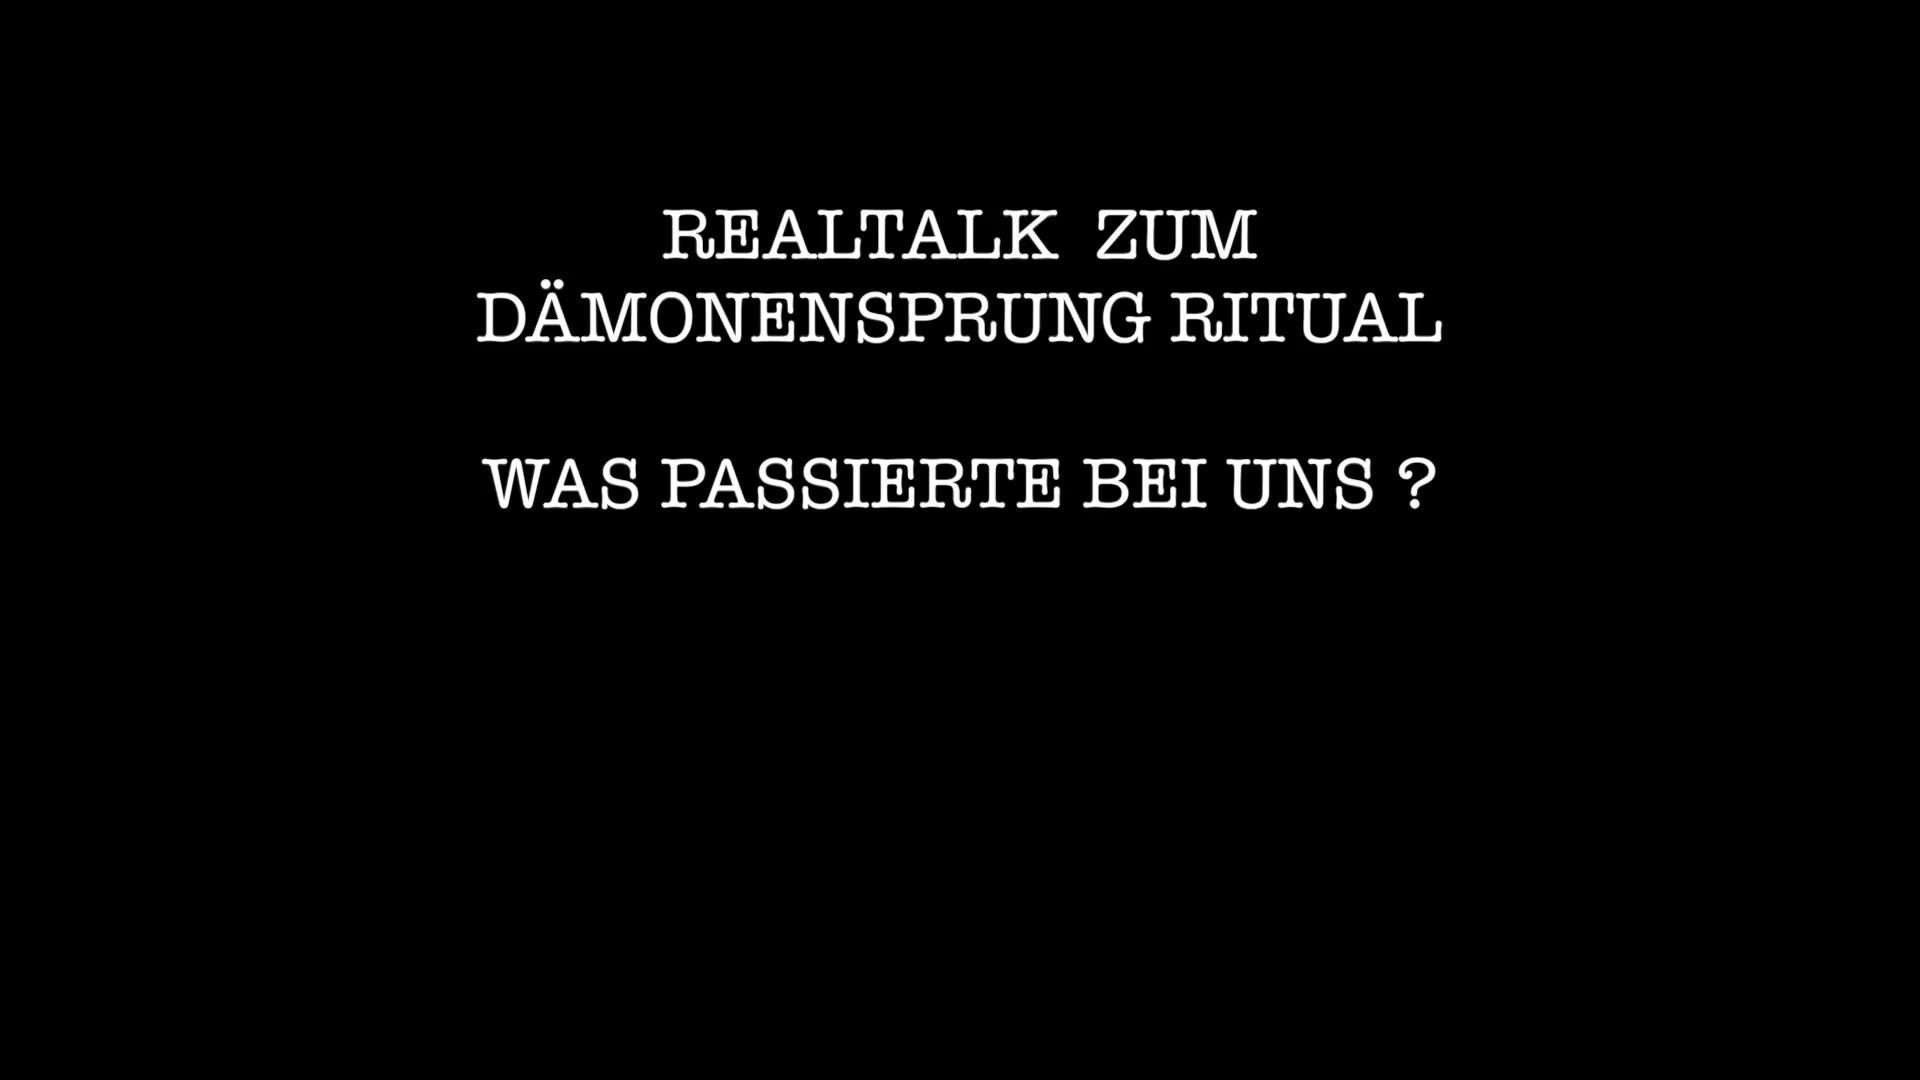 REALTALK  ZUM
DÄMONENSPRUNG RITUAL
WAS PASSIERTE BEI UNS ?